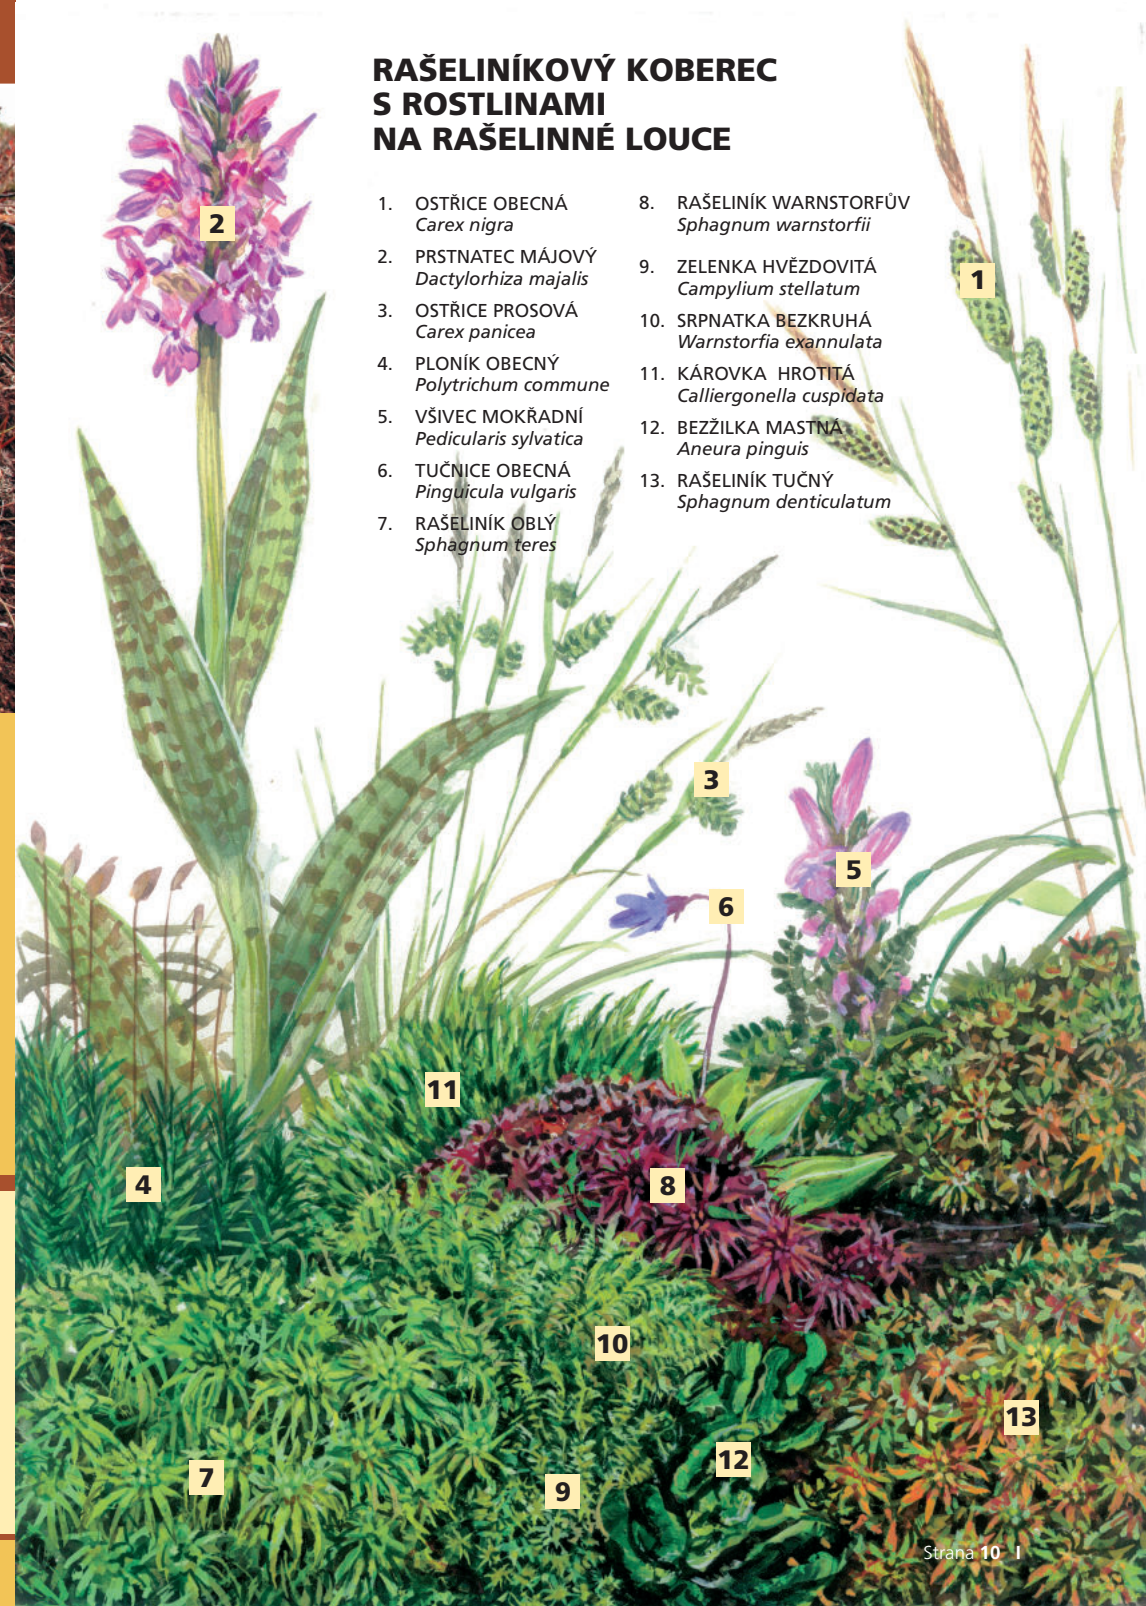 RAŠELINÍKOVÝ KOBEREC
S ROSTLINAMI
NA RAŠELINNÉ LOUCE
1. OSTŘICE OBECNÁ
Carex nigra
2. PRSTNATEC MÁJOVÝ
Dactylorhiza majalis
3. OSTŘICE PROSOVÁ
Carex panicea
4. PLONÍK OBECNÝ
Polytrichum commune
5. VŠIVEC MOKŘADNÍ
Pedicularis sylvatica
6. TUČNICE OBECNÁ
Pinguicula vulgaris
7. RAŠELINÍK OBLÝ
Sphagnum teres
8. RAŠELINÍK WARNSTORFŮV
Sphagnum warnstorfii
9. ZELENKA HVĚZDOVITÁ
Campylium stellatum
10. SRPNATKA BEZKRUHÁ
Warnstorfia exannulata
11. KÁROVKA HROTITÁ
Calliergonella cuspidata
12. BEZŽILKA MASTNÁ
Aneura pinguis
13. RAŠELINÍK TUČNÝ
Sphagnum denticulatum
2
1
3
5
6
11
4
8
10
13
12
7
9
Strana 10 I